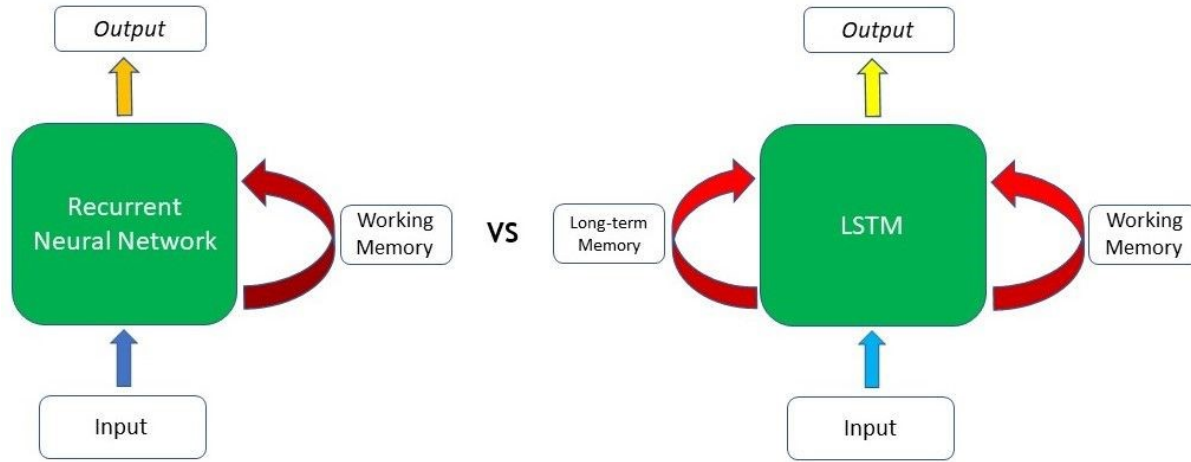 Output
Recurrent
Neural Network
Working
Memory
Input
VS
Output
Long-term
Memory
LSTM
Working
Memory
Input